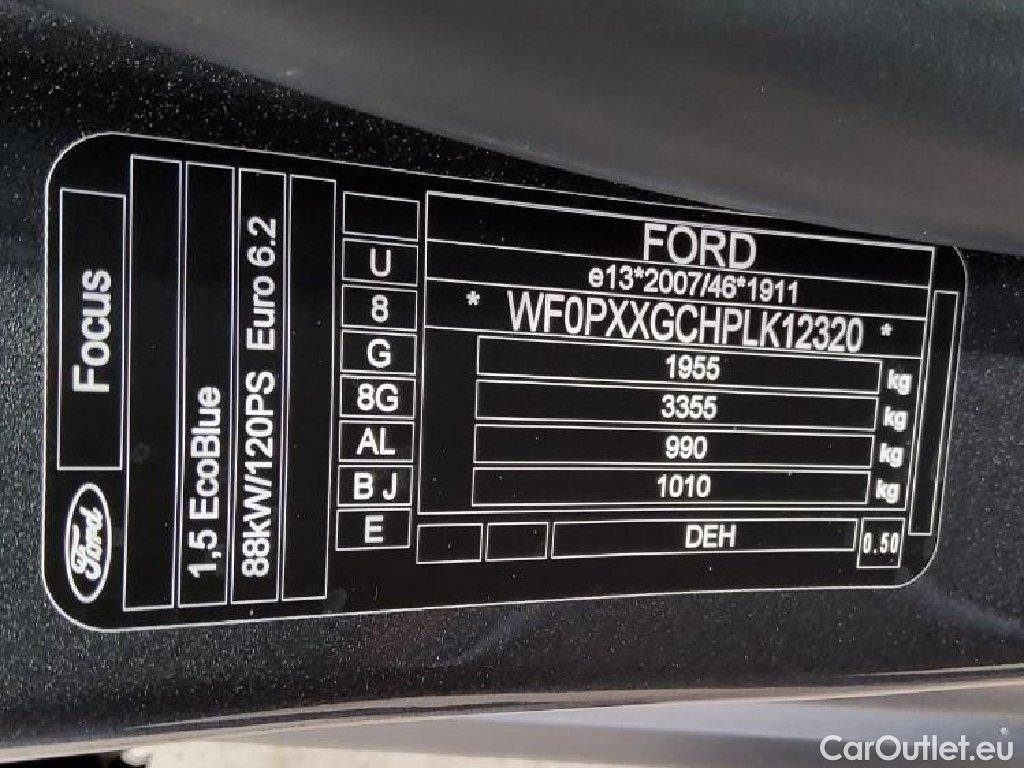 Ford
Focus
1,5 EcoBlue
88kW/120PS Euro 6.2
U
8
G
8G
AL
B J
E
FORD
e13*2007/46*1911
* WF0PXXGCHPLK12320 *
1955 kg
3355 kg
990 kg
1010 kg
DEH
0.50
CarOutlet.eu